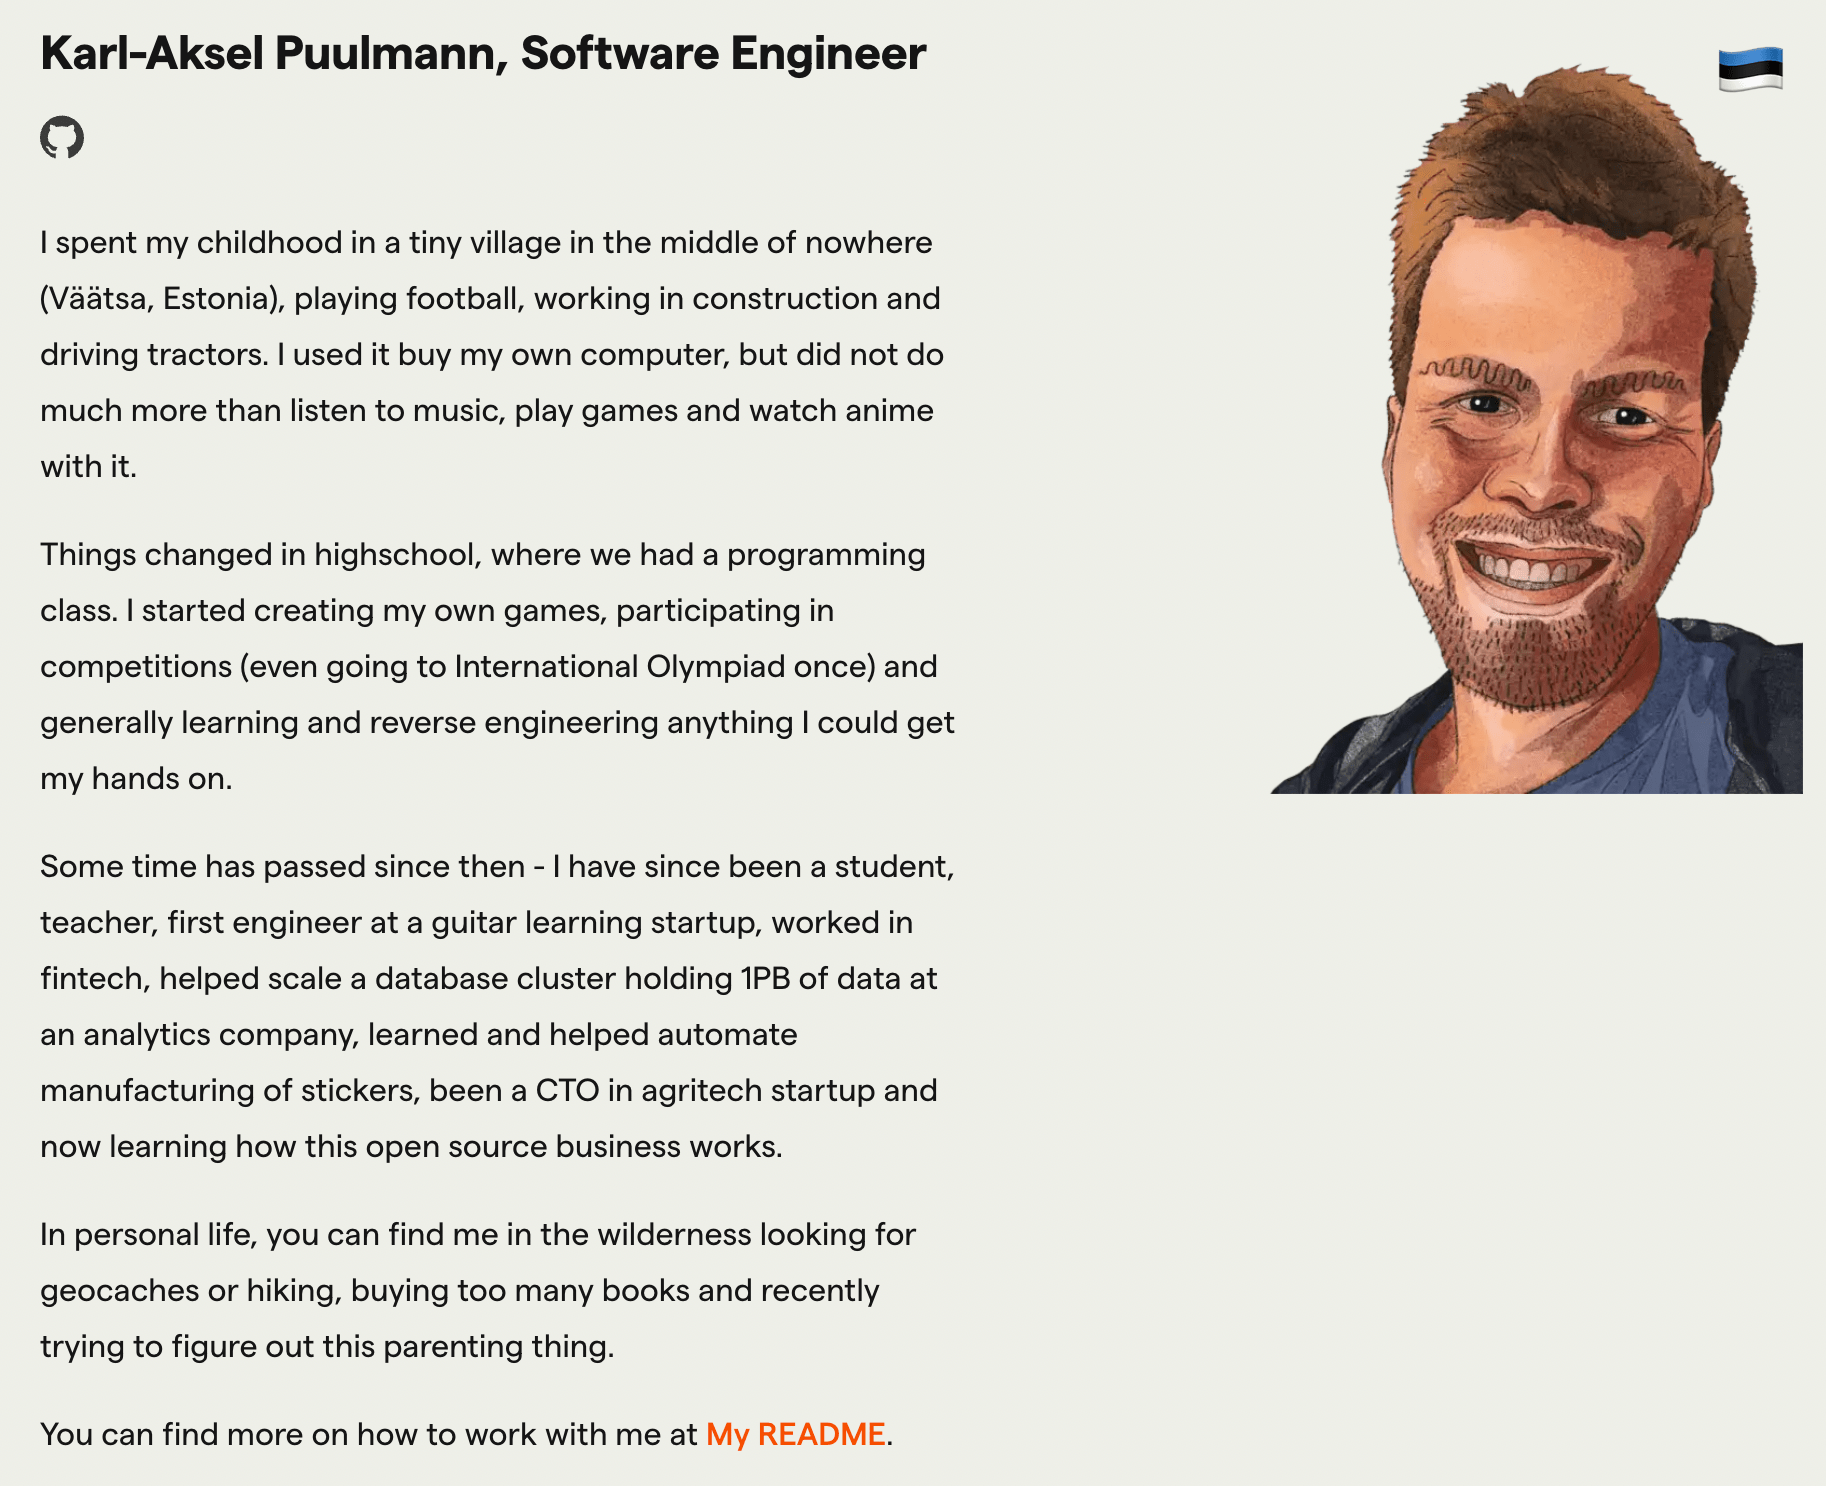 Karl-Aksel Puulmann, Software Engineer
I spent my childhood in a tiny village in the middle of nowhere
(Väätsa, Estonia), playing football, working in construction and
driving tractors. I used it buy my own computer, but did not do
much more than listen to music, play games and watch anime
with it.
Things changed in highschool, where we had a programming
class. I started creating my own games, participating in
competitions (even going to International Olympiad once) and
generally learning and reverse engineering anything I could get
my hands on.
Some time has passed since then - I have since been a student,
teacher, first engineer at a guitar learning startup, worked in
fintech, helped scale a database cluster holding 1PB of data at
an analytics company, learned and helped automate
manufacturing of stickers, been a CTO in agritech startup and
now learning how this open source business works.
In personal life, you can find me in the wilderness looking for
geocaches or hiking, buying too many books and recently
trying to figure out this parenting thing.
You can find more on how to work with me at My README.